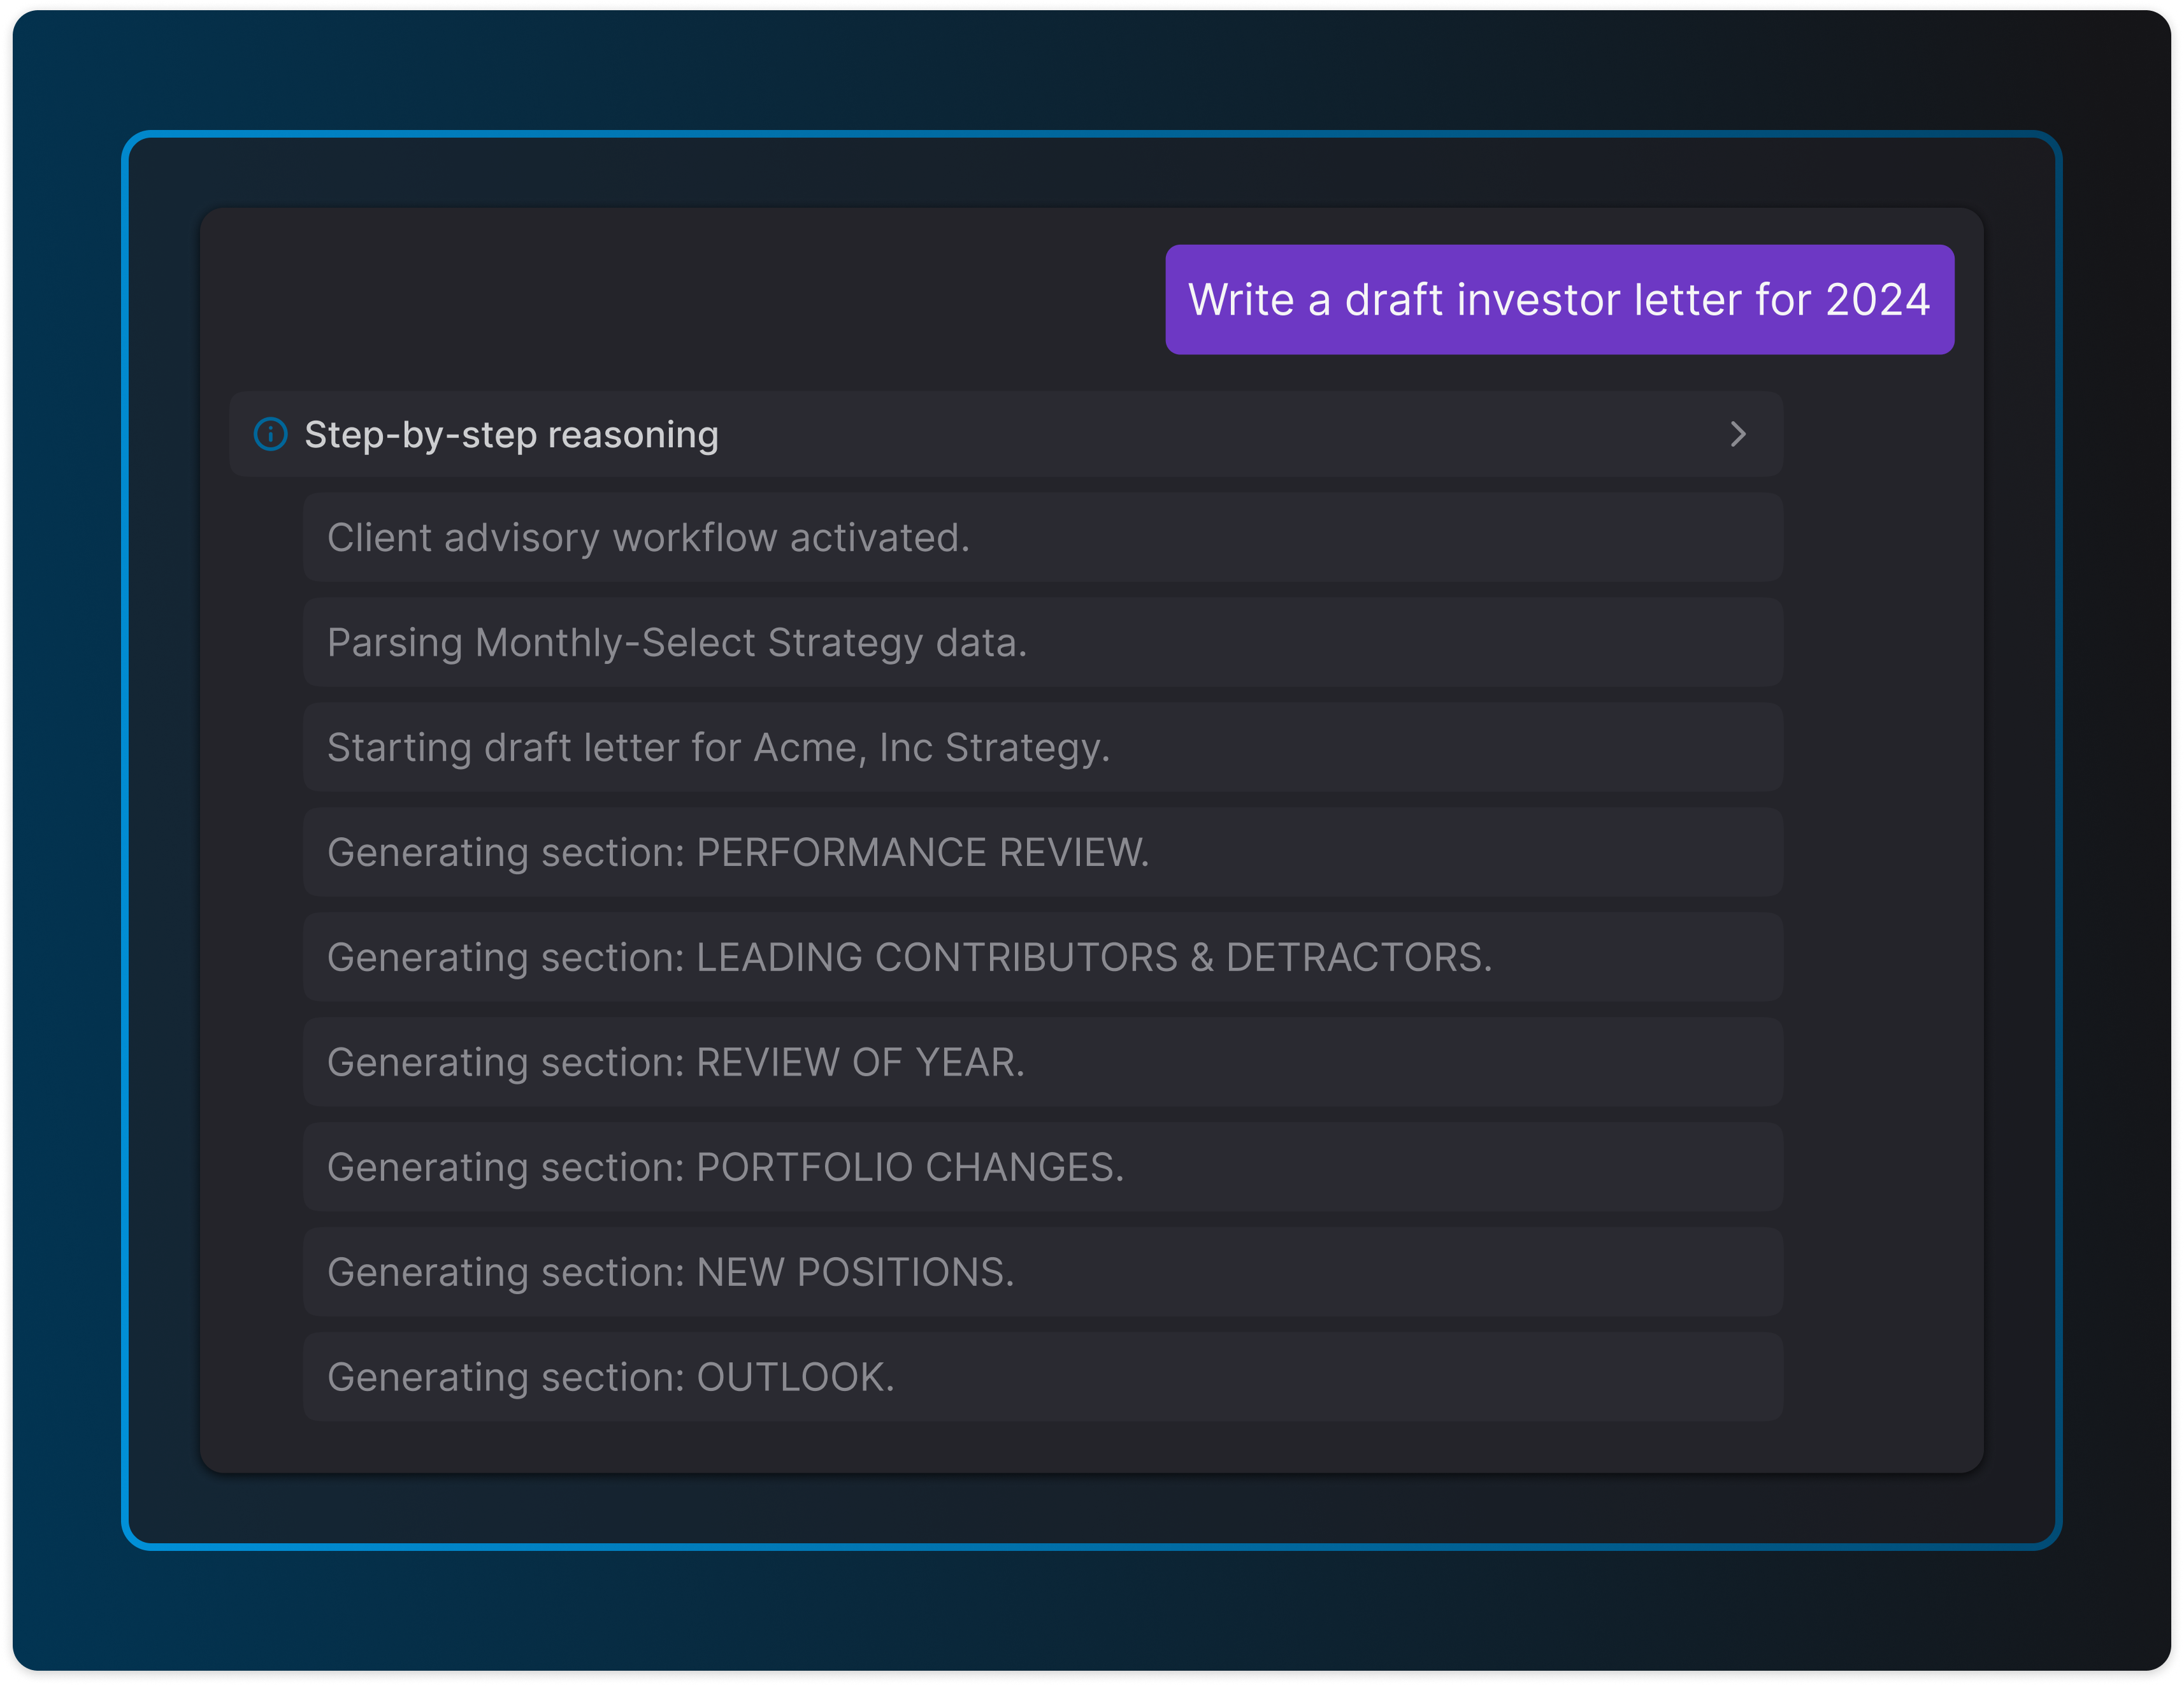 Write a draft investor letter for 2024
Step-by-step reasoning
Client advisory workflow activated.
Parsing Monthly-Select Strategy data.
Starting draft letter for Acme, Inc Strategy.
Generating section: PERFORMANCE REVIEW.
Generating section: LEADING CONTRIBUTORS & DETRACTORS.
Generating section: REVIEW OF YEAR.
Generating section: PORTFOLIO CHANGES.
Generating section: NEW POSITIONS.
Generating section: OUTLOOK.